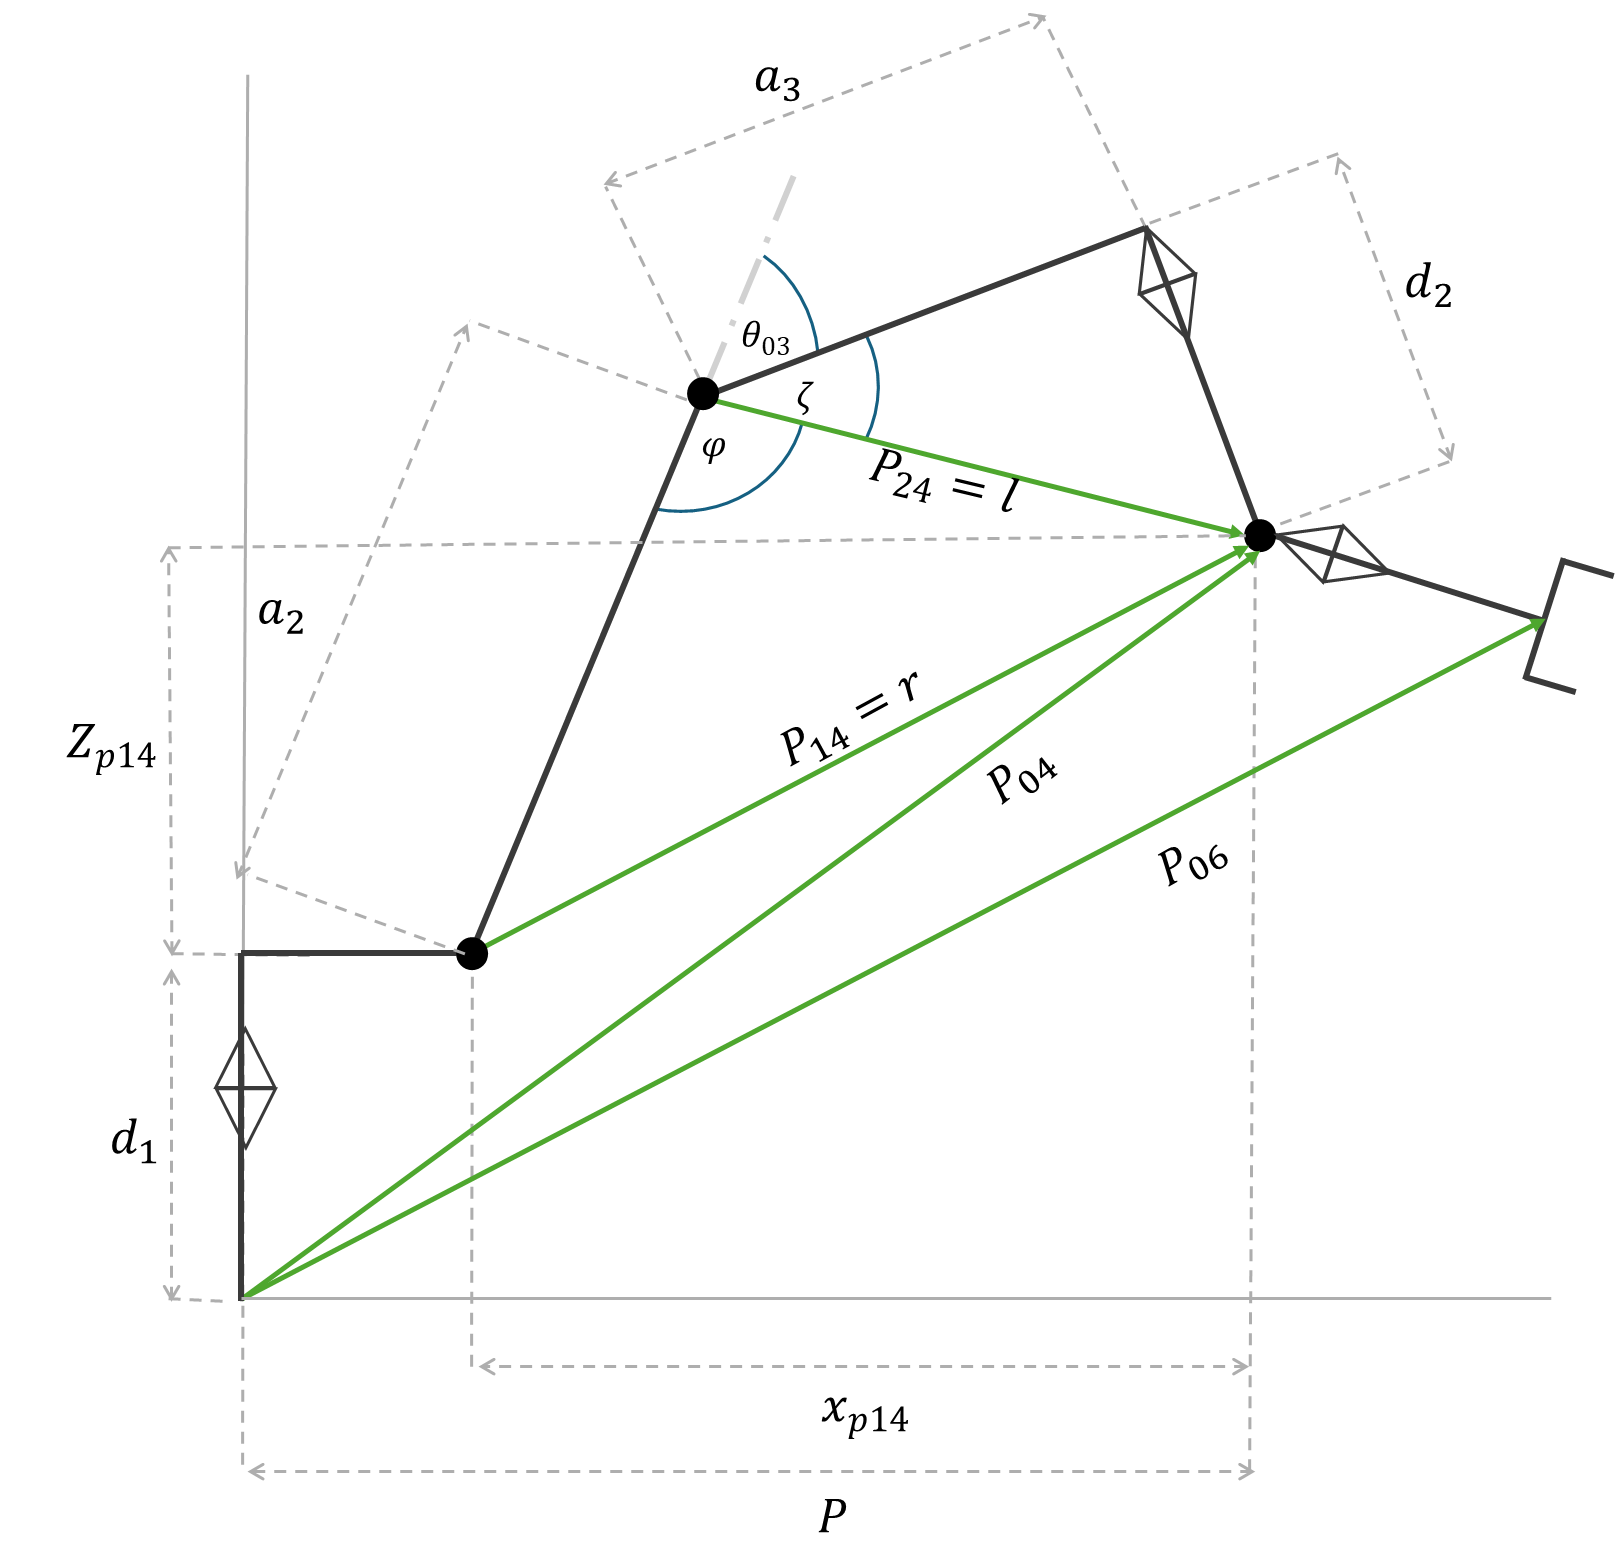 a₃
d₂
θ₀₃
ζ
φ
P₂₄ = l
a₂
P₁₄ = r
Zₚ₁₄
P₀₄
P₀₆
d₁
xₚ₁₄
P